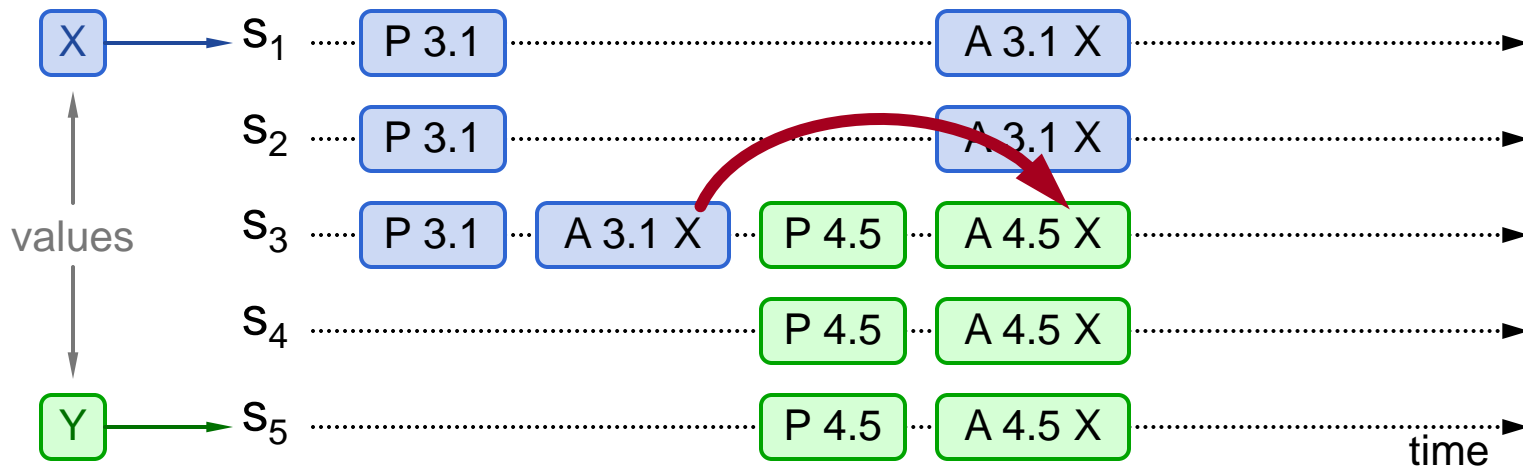 X s₁ P 3.1 A 3.1 X
s₂ P 3.1 A 3.1 X
values s₃ P 3.1 A 3.1 X P 4.5 A 4.5 X
s₄ P 4.5 A 4.5 X
Y s₅ P 4.5 A 4.5 X
time